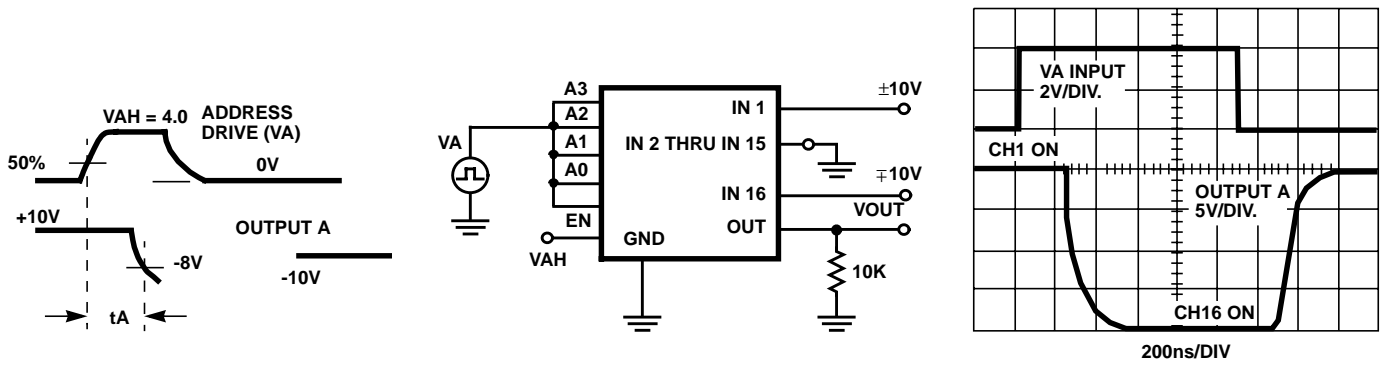 VAH = 4.0
ADDRESS
DRIVE (VA)
50%
0V
+10V
OUTPUT A
-8V
-10V
tA
VA
A3
A2
A1
A0
EN
VAH
GND
IN 1
IN 2 THRU IN 15
IN 16
OUT
±10V
∓10V
VOUT
10K
VA INPUT
2V/DIV.
CH1 ON
OUTPUT A
5V/DIV.
CH16 ON
200ns/DIV